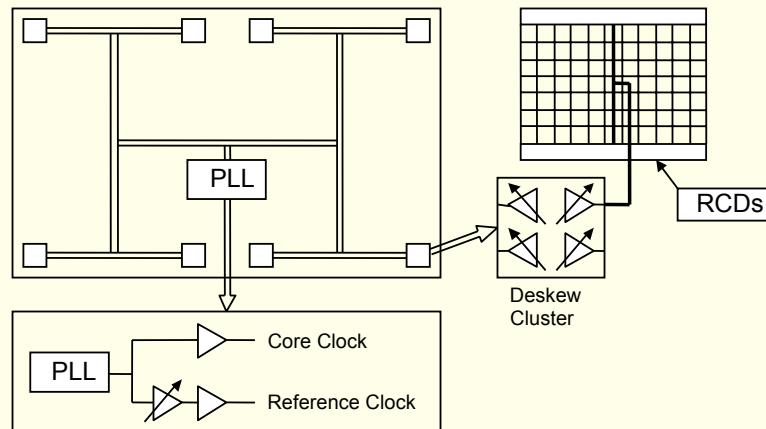 PLL
RCDs
Deskew
Cluster
PLL
Core Clock
Reference Clock